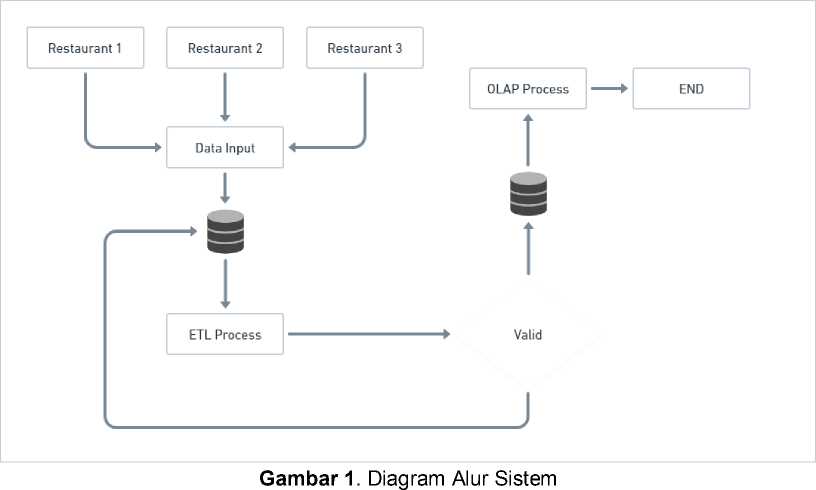 Restaurant 1
Restaurant 2
Restaurant 3
OLAP Process
END
Data Input
ETL Process
Valid
Gambar 1. Diagram Alur Sistem